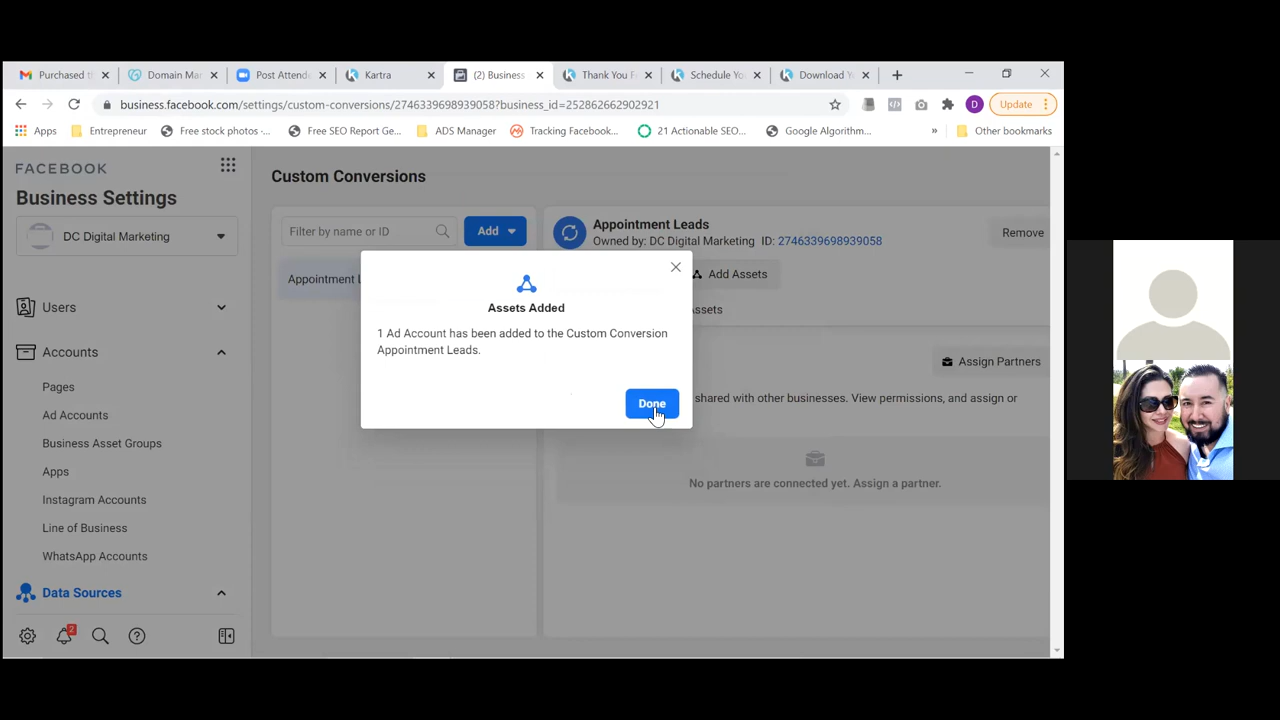 Purchased t
Domain Mar
Post Attende
Kartra
(2) Business
Thank You F
Schedule Yo
Download Y
business.facebook.com/settings/custom-conversions/2746339698939058?business_id=252862662902921
D
Update
Apps
Entrepreneur
Free stock photos -...
Free SEO Report Ge...
ADS Manager
Tracking Facebook...
21 Actionable SEO...
Google Algorithm...
»
Other bookmarks
FACEBOOK
Business Settings
DC Digital Marketing
Users
Accounts
Pages
Ad Accounts
Business Asset Groups
Apps
Instagram Accounts
Line of Business
WhatsApp Accounts
Data Sources
2
Custom Conversions
Filter by name or ID
Add
Appointment L
Appointment Leads
Owned by: DC Digital Marketing ID: 2746339698939058
Remove
Add Assets
Assets
Assign Partners
shared with other businesses. View permissions, and assign or
No partners are connected yet. Assign a partner.
Assets Added
1 Ad Account has been added to the Custom Conversion
Appointment Leads.
Done